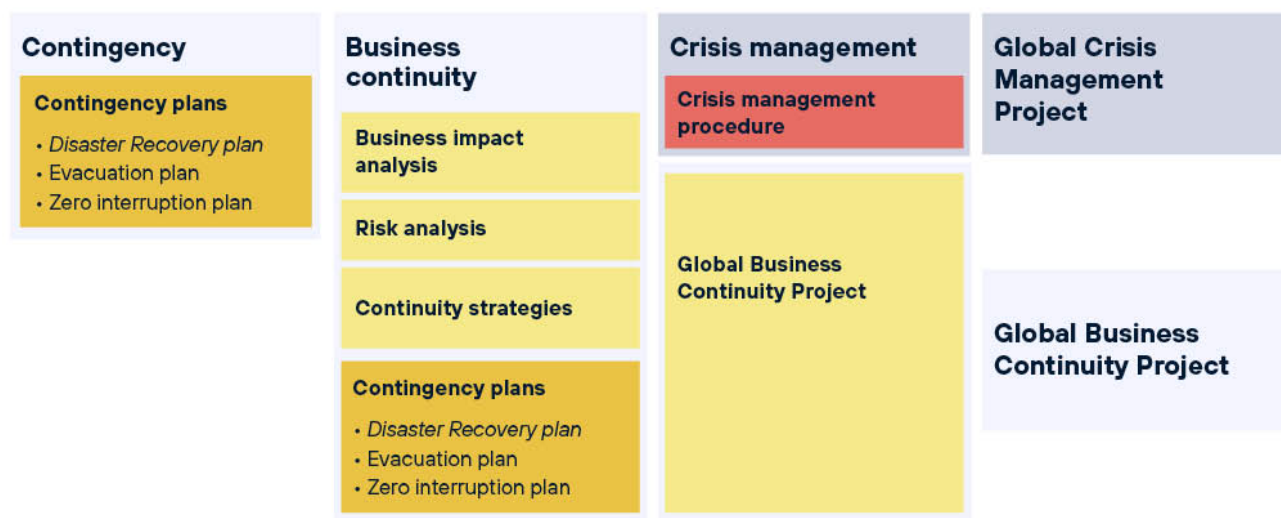 Contingency
Contingency plans
• Disaster Recovery plan
• Evacuation plan
• Zero interruption plan
Business
continuity
Business impact
analysis
Risk analysis
Continuity strategies
Contingency plans
• Disaster Recovery plan
• Evacuation plan
• Zero interruption plan
Crisis management
Crisis management
procedure
Global Business
Continuity Project
Global Crisis
Management
Project
Global Business
Continuity Project